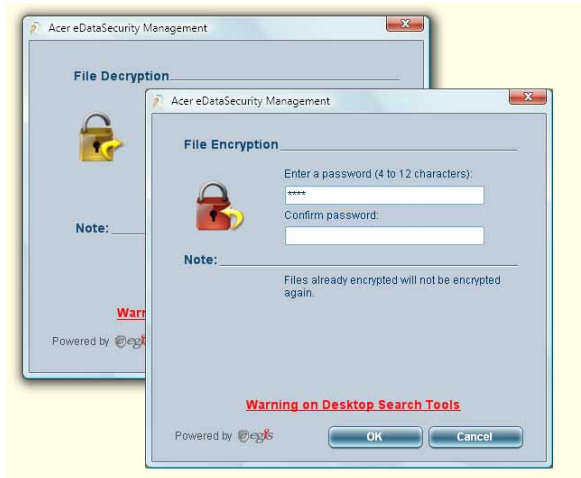 Acer eDataSecurity Management
File Decryption
Note:
Powered by egis
Acer eDataSecurity Management
File Encryption
Enter a password (4 to 12 characters):
****
Confirm password:
Note:
Files already encrypted will not be encrypted
again.
Warning on Desktop Search Tools
Powered by egis
OK
Cancel